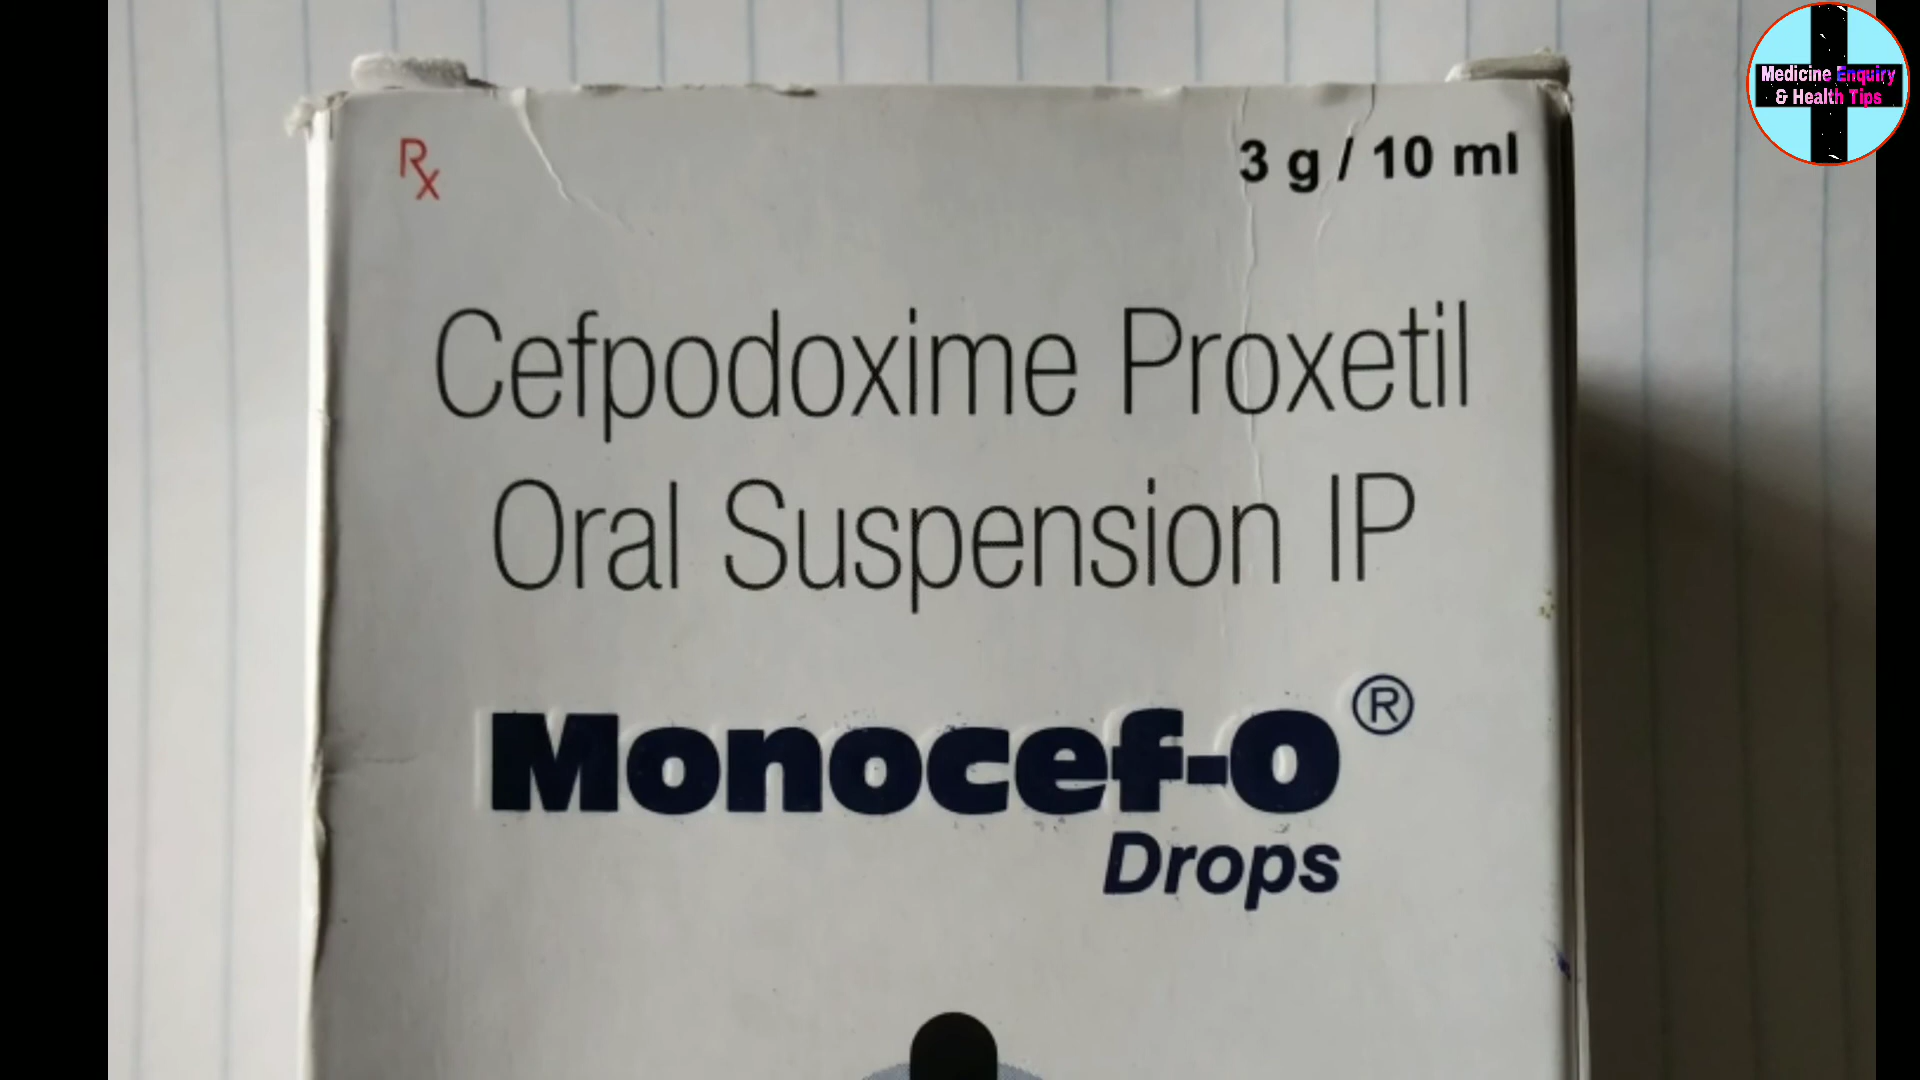 Medicine Enquiry
& Health Tips
Rx
3 g / 10 ml
Cefpodoxime Proxetil
Oral Suspension IP
Monocef-O®
Drops